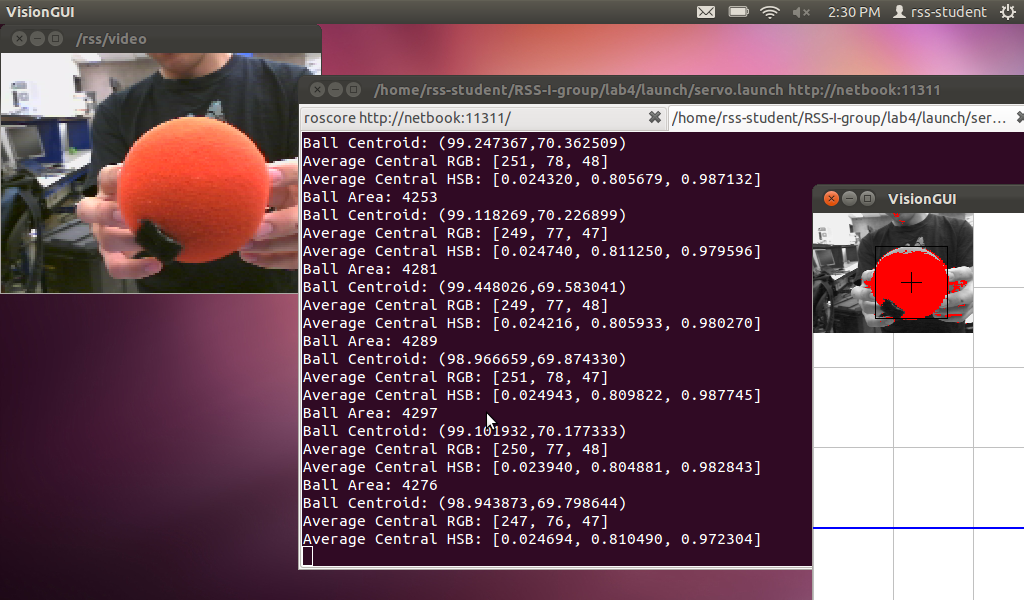 VisionGUI
2:30 PM
rss-student
/rss/video
/home/rss-student/RSS-I-group/lab4/launch/servo.launch http://netbook:11311
roscore http://netbook:11311/
/home/rss-student/RSS-I-group/lab4/launch/ser...
Ball Centroid: (99.247367,70.362509)
Average Central RGB: [251, 78, 48]
Average Central HSB: [0.024320, 0.805679, 0.987132]
Ball Area: 4253
Ball Centroid: (99.118269,70.226899)
Average Central RGB: [249, 77, 47]
Average Central HSB: [0.024740, 0.811250, 0.979596]
Ball Area: 4281
Ball Centroid: (99.448026,69.583041)
Average Central RGB: [249, 77, 48]
Average Central HSB: [0.024216, 0.805933, 0.980270]
Ball Area: 4289
Ball Centroid: (98.966659,69.874330)
Average Central RGB: [251, 78, 47]
Average Central HSB: [0.024943, 0.809822, 0.987745]
Ball Area: 4297
Ball Centroid: (99.101932,70.177333)
Average Central RGB: [250, 77, 48]
Average Central HSB: [0.023940, 0.804881, 0.982843]
Ball Area: 4276
Ball Centroid: (98.943873,69.798644)
Average Central RGB: [247, 76, 47]
Average Central HSB: [0.024694, 0.810490, 0.972304]
VisionGUI